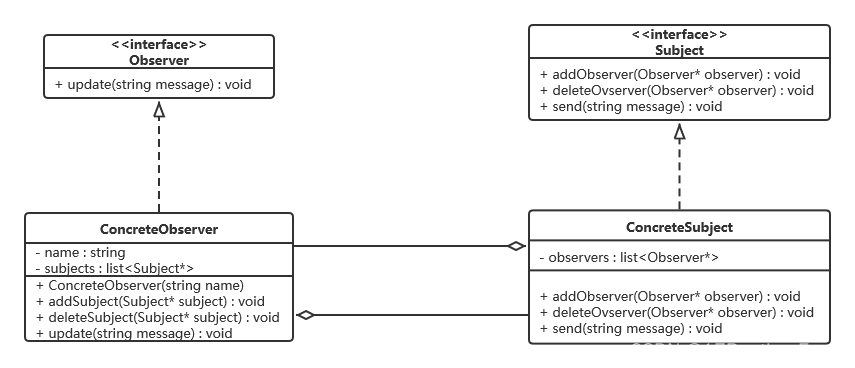 <<interface>>
Observer
+ update(string message) : void
<<interface>>
Subject
+ addObserver(Observer* observer) : void
+ deleteOvserver(Observer* observer) : void
+ send(string message) : void
ConcreteObserver
- name : string
- subjects : list<Subject*>
+ ConcreteObserver(string name)
+ addSubject(Subject* subject) : void
+ deleteSubject(Subject* subject) : void
+ update(string message) : void
ConcreteSubject
- observers : list<Observer*>
+ addObserver(Observer* observer) : void
+ deleteOvserver(Observer* observer) : void
+ send(string message) : void